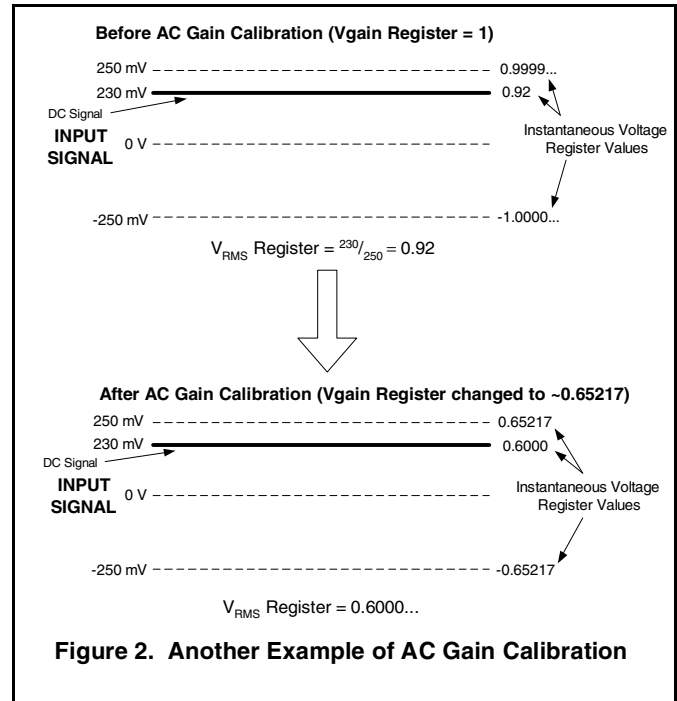 Before AC Gain Calibration (Vgain Register = 1)
250 mV 0.9999...
230 mV 0.92
DC Signal
INPUT
SIGNAL
0 V
Instantaneous Voltage
Register Values
-250 mV -1.0000...
VRMS Register = 230/250 = 0.92
After AC Gain Calibration (Vgain Register changed to ~0.65217)
250 mV 0.65217
230 mV 0.6000
DC Signal
INPUT
SIGNAL
0 V
Instantaneous Voltage
Register Values
-250 mV -0.65217
VRMS Register = 0.6000...
Figure 2. Another Example of AC Gain Calibration